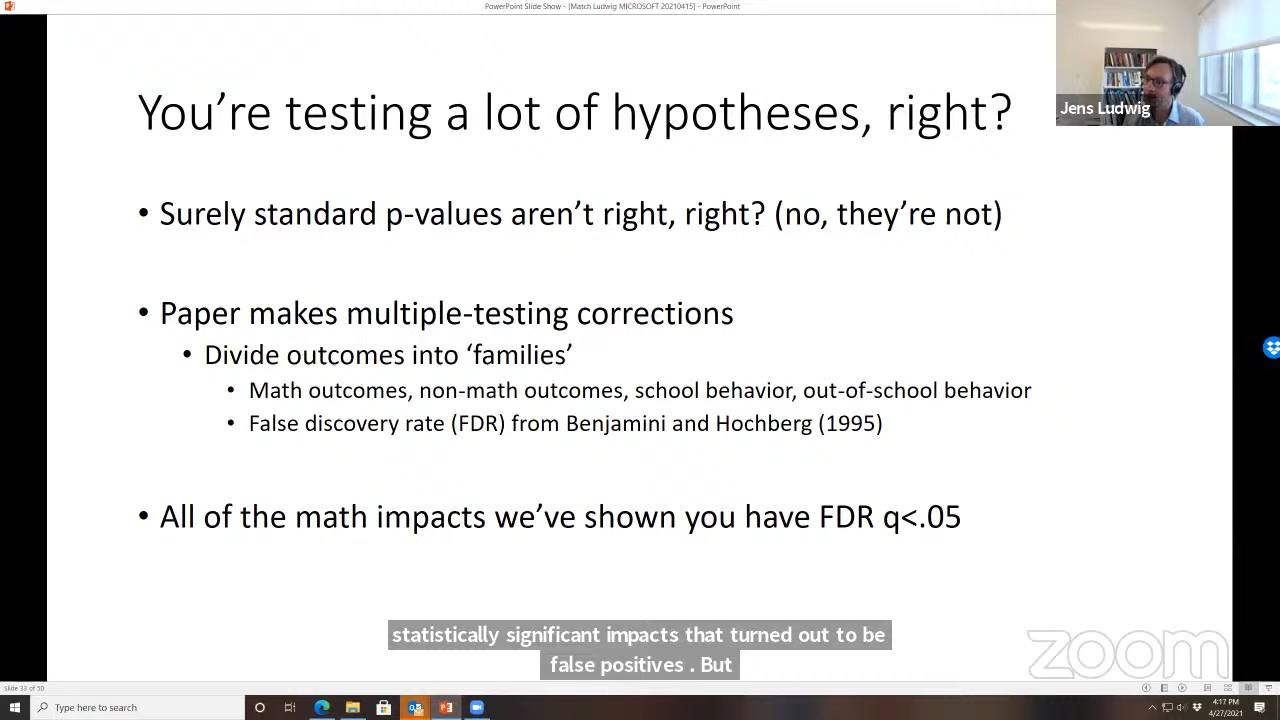 PowerPoint Slide Show - [Match Ludwig MICROSOFT 20210415] - PowerPoint
Jens Ludwig
You're testing a lot of hypotheses, right?
• Surely standard p-values aren't right, right? (no, they're not)
• Paper makes multiple-testing corrections
• Divide outcomes into 'families'
• Math outcomes, non-math outcomes, school behavior, out-of-school behavior
• False discovery rate (FDR) from Benjamini and Hochberg (1995)
• All of the math impacts we've shown you have FDR q<.05
statistically significant impacts that turned out to be
false positives . But
zoom
Slide 33 of 50
Type here to search
4:17 PM
4/27/2021